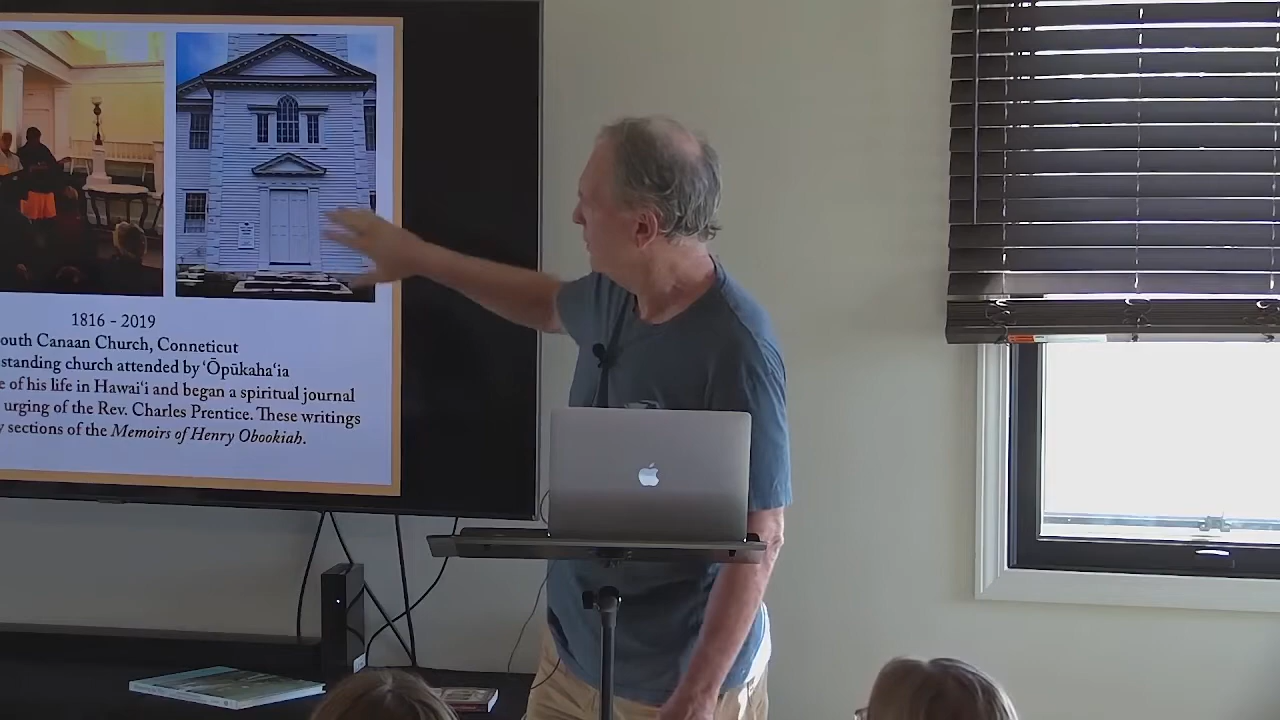 1816 - 2019
outh Canaan Church, Conneticut
standing church attended by ʻŌpūkahaʻia
e of his life in Hawaiʻi and began a spiritual journal
urging of the Rev. Charles Prentice. These writings
y sections of the Memoirs of Henry Obookiah.